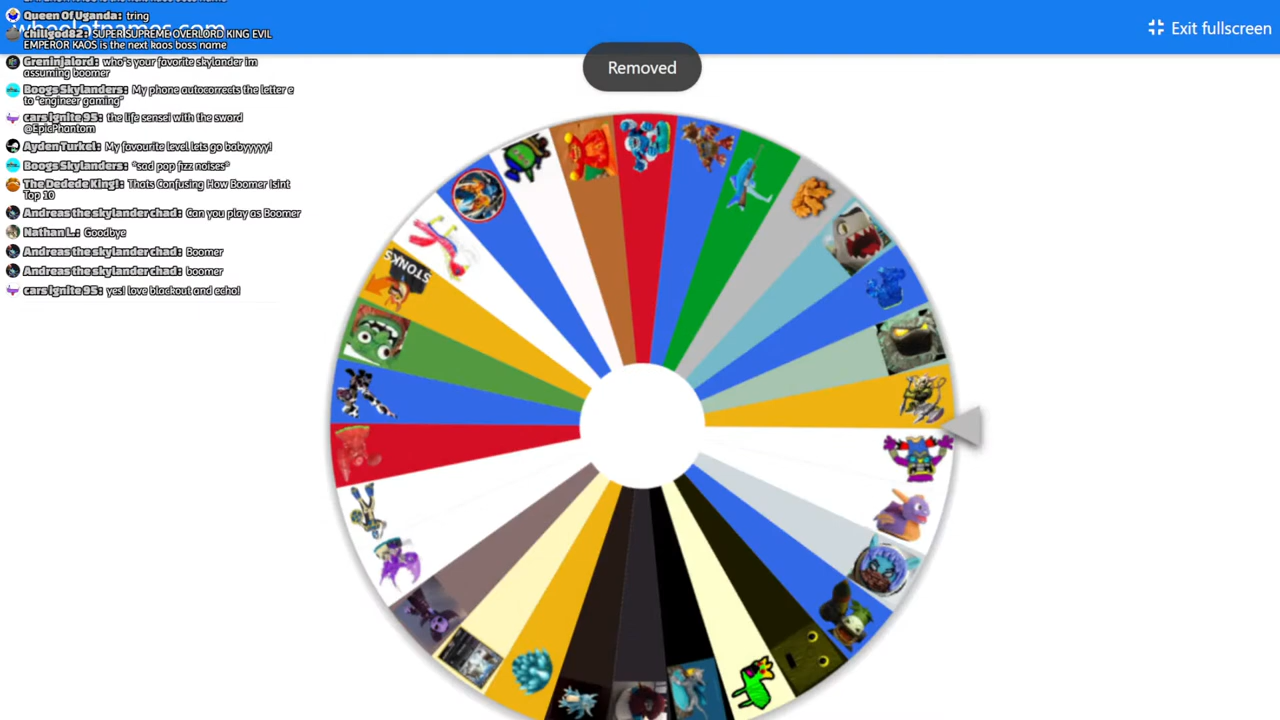 Queen Of Uganda: tring
wheelofnames.com
chillgod82: SUPER SUPREME OVERLORD KING EVIL
EMPEROR KAOS is the next kaos boss name
Exit fullscreen
Removed
Greninjalord: who's your favorite skylander im
assuming boomer
Boogs Skylanders: My phone autocorrects the letter e
to "engineer gaming"
cars ignite 95: the life sensei with the sword
@EpicPhantom
Ayden Turkel: My favourite level lets go babyyyy!
Boogs Skylanders: *sad pop fizz noises*
The Dedede King!: Thats Confusing How Boomer Isint
Top 10
Andreas the skylander chad: Can you play as Boomer
Nathan L.: Goodbye
Andreas the skylander chad: Boomer
Andreas the skylander chad: boomer
cars ignite 95: yes! love blackout and echo!
STONKS